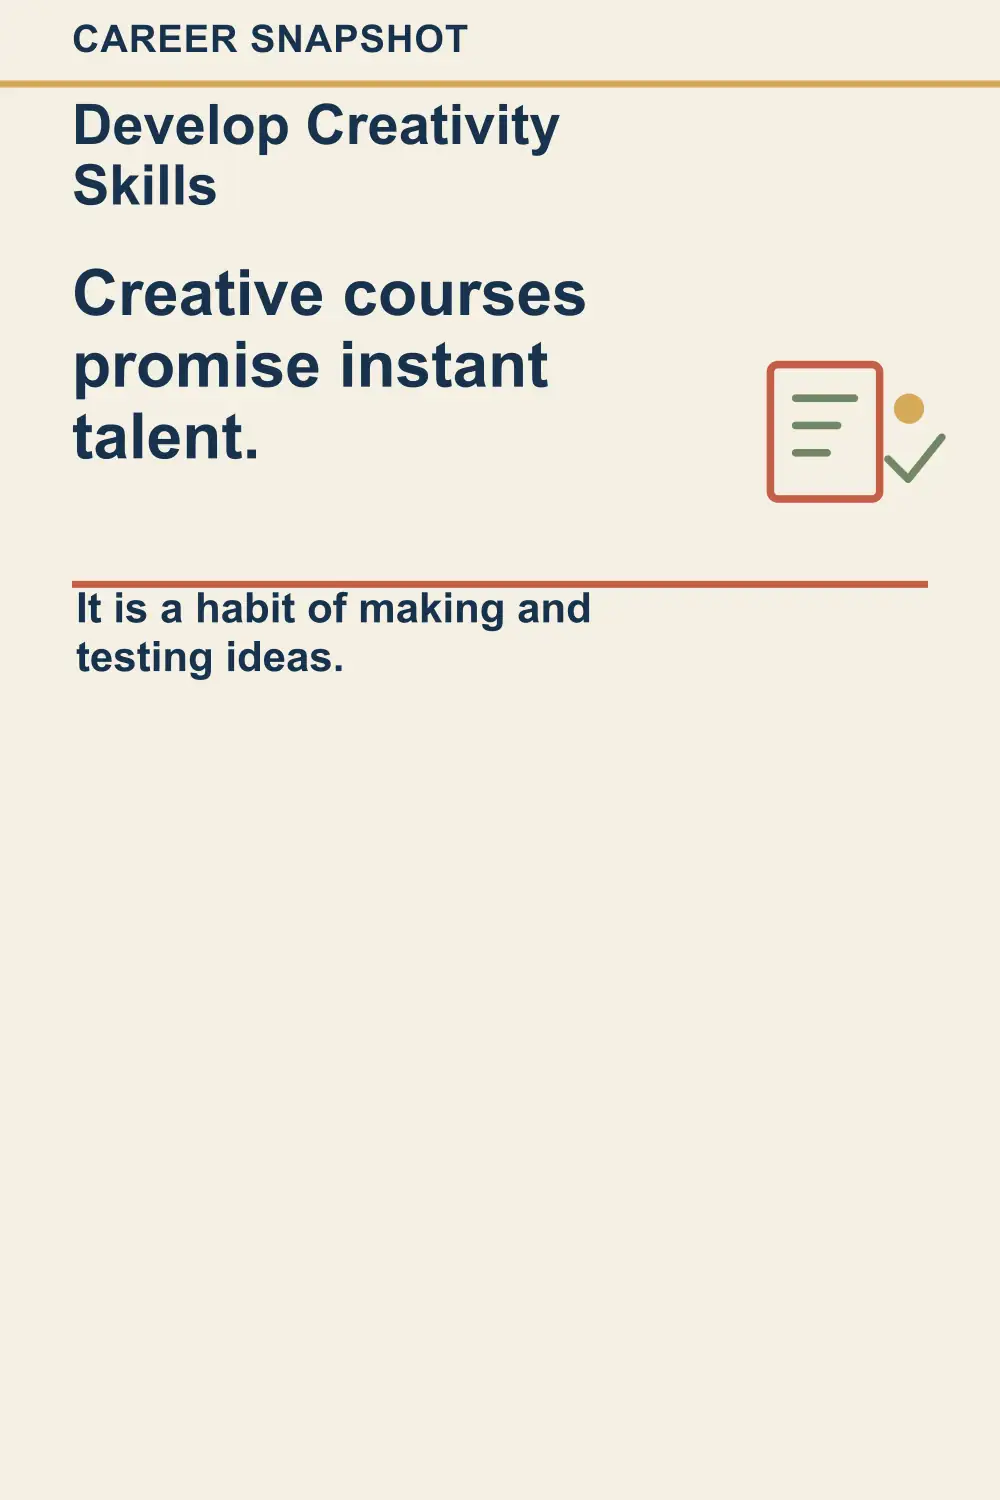 CAREER SNAPSHOT
Develop Creativity
Skills
Creative courses
promise instant
talent.
It is a habit of making and
testing ideas.